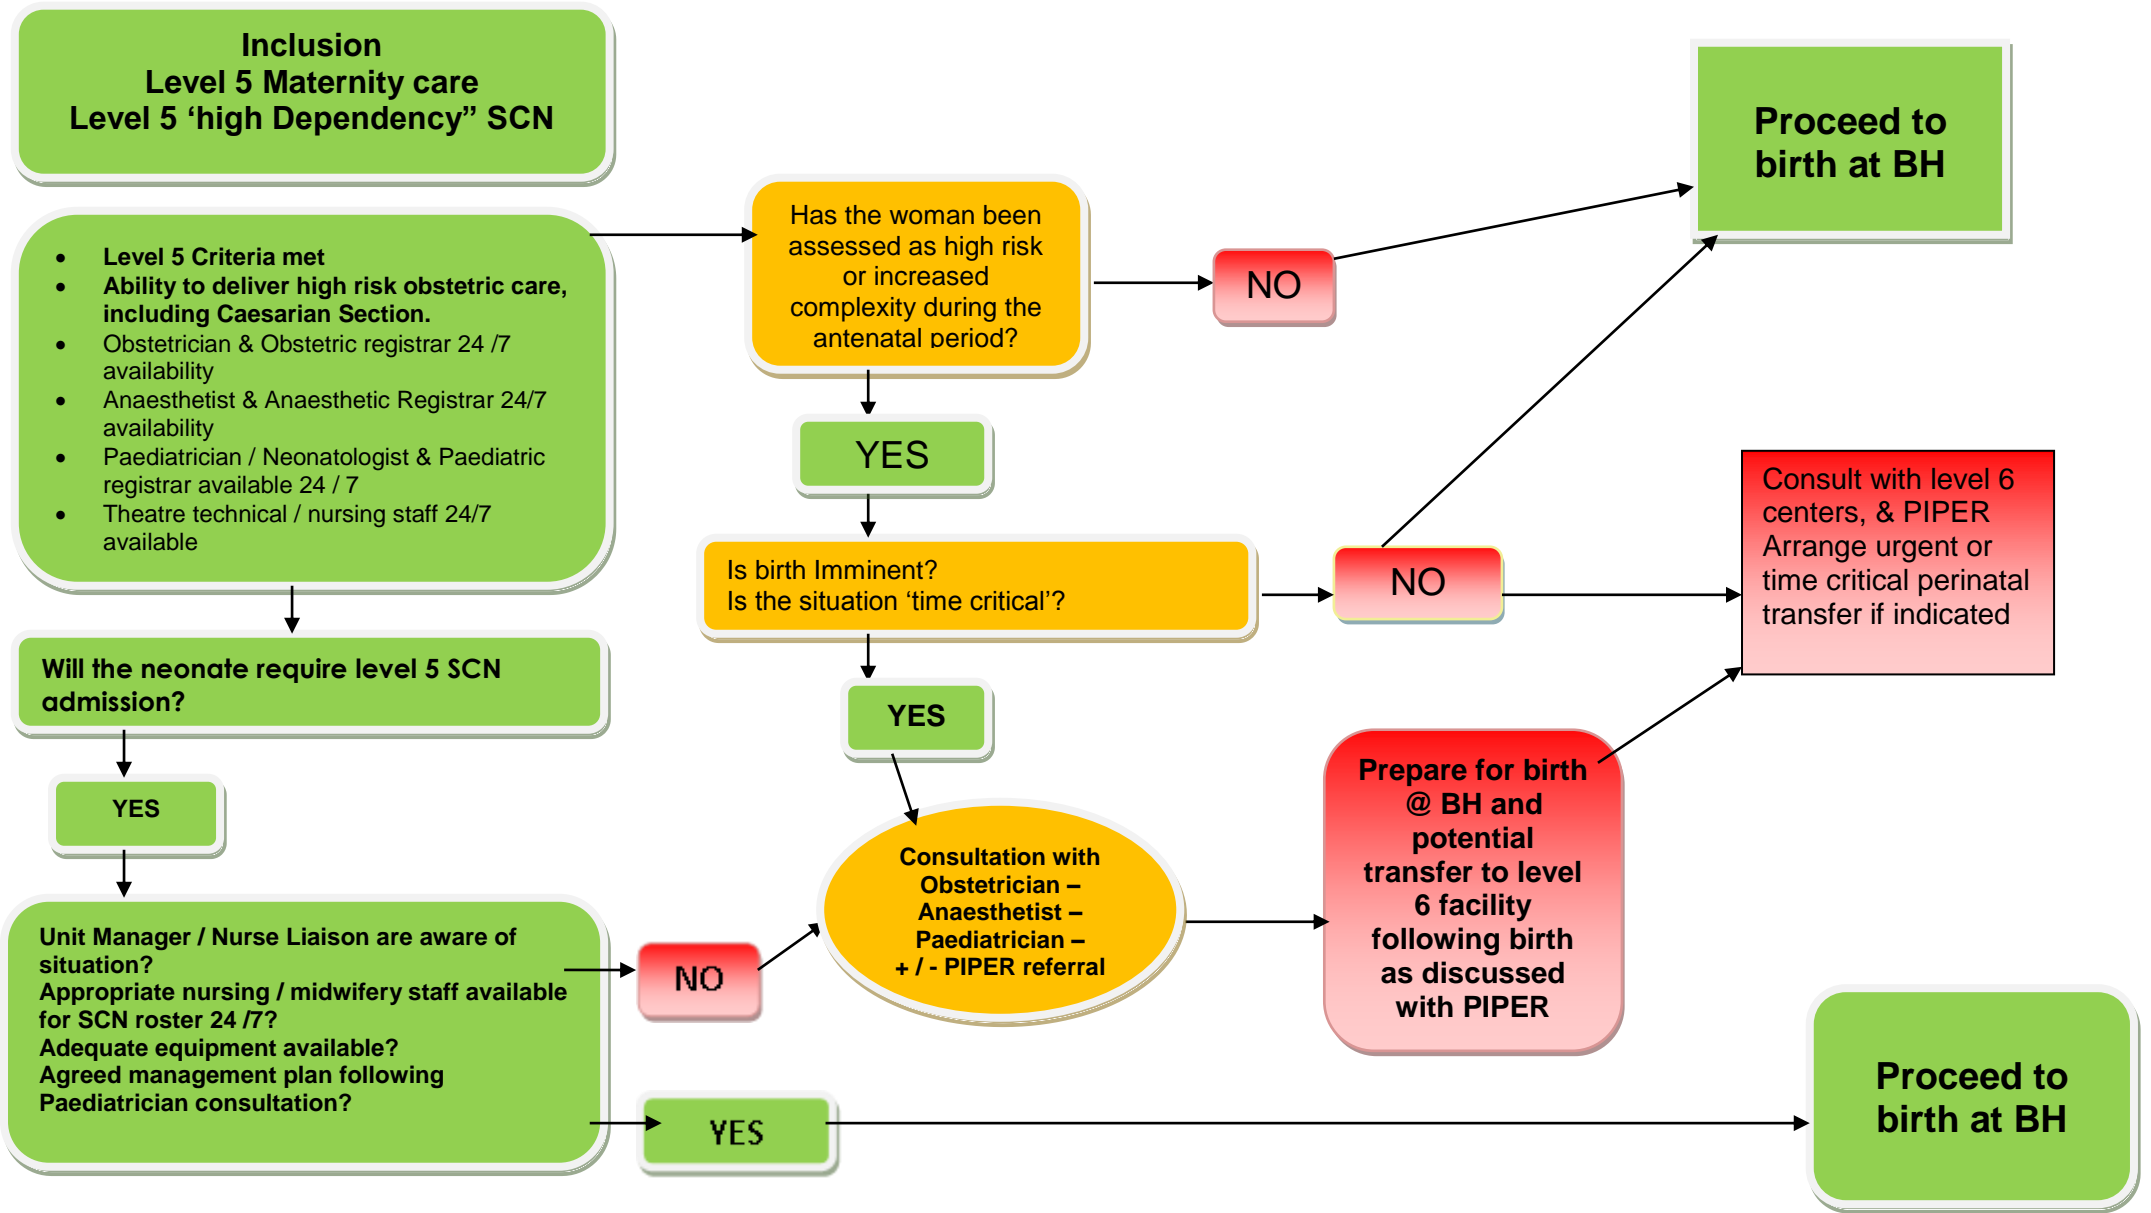 Inclusion
Level 5 Maternity care
Level 5 ‘high Dependency” SCN
• Level 5 Criteria met
• Ability to deliver high risk obstetric care,
including Caesarian Section.
• Obstetrician & Obstetric registrar 24 /7
availability
• Anaesthetist & Anaesthetic Registrar 24/7
availability
• Paediatrician / Neonatologist & Paediatric
registrar available 24 / 7
• Theatre technical / nursing staff 24/7
available
Will the neonate require level 5 SCN
admission?
YES
Unit Manager / Nurse Liaison are aware of
situation?
Appropriate nursing / midwifery staff available
for SCN roster 24 /7?
Adequate equipment available?
Agreed management plan following
Paediatrician consultation?
NO
YES
Has the woman been
assessed as high risk
or increased
complexity during the
antenatal period?
NO
YES
Is birth Imminent?
Is the situation ‘time critical’?
NO
YES
Consultation with
Obstetrician –
Anaesthetist –
Paediatrician –
+ / - PIPER referral
Prepare for birth
@ BH and
potential
transfer to level
6 facility
following birth
as discussed
with PIPER
Proceed to
birth at BH
Consult with level 6
centers, & PIPER
Arrange urgent or
time critical perinatal
transfer if indicated
Proceed to
birth at BH